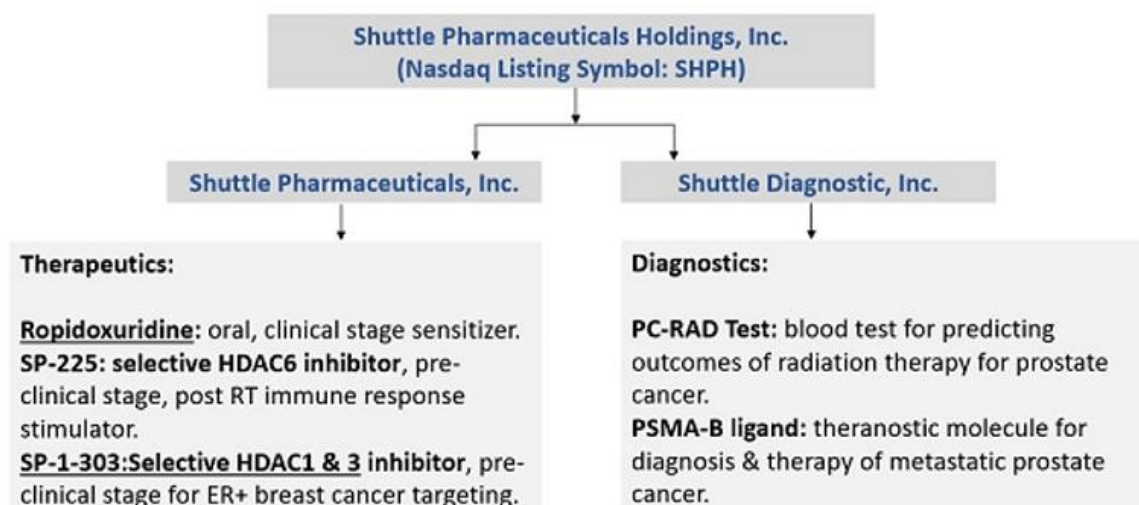 Shuttle Pharmaceuticals Holdings, Inc.
(Nasdaq Listing Symbol: SHPH)
Shuttle Pharmaceuticals, Inc.
Shuttle Diagnostic, Inc.
Therapeutics:
Ropidoxuridine: oral, clinical stage sensitizer.
SP-225: selective HDAC6 inhibitor, pre-
clinical stage, post RT immune response
stimulator.
SP-1-303:Selective HDAC1 & 3 inhibitor, pre-
clinical stage for ER+ breast cancer targeting.
Diagnostics:
PC-RAD Test: blood test for predicting
outcomes of radiation therapy for prostate
cancer.
PSMA-B ligand: theranostic molecule for
diagnosis & therapy of metastatic prostate
cancer.